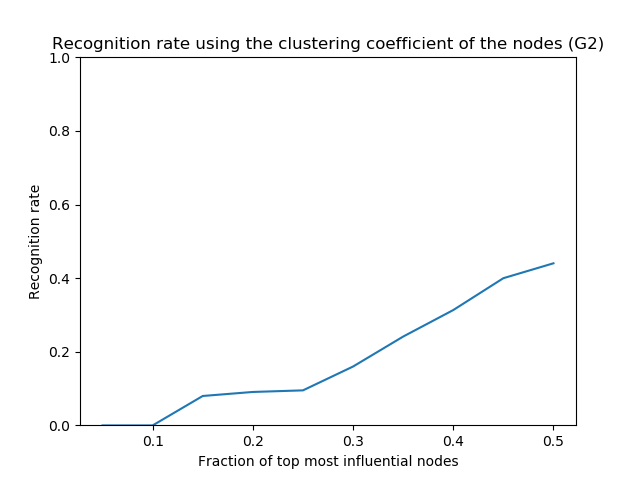 Recognition rate using the clustering coefficient of the nodes (G2)
1.0
0.8
0.6
0.4
0.2
0.0
Recognition rate
0.1 0.2 0.3 0.4 0.5
Fraction of top most influential nodes